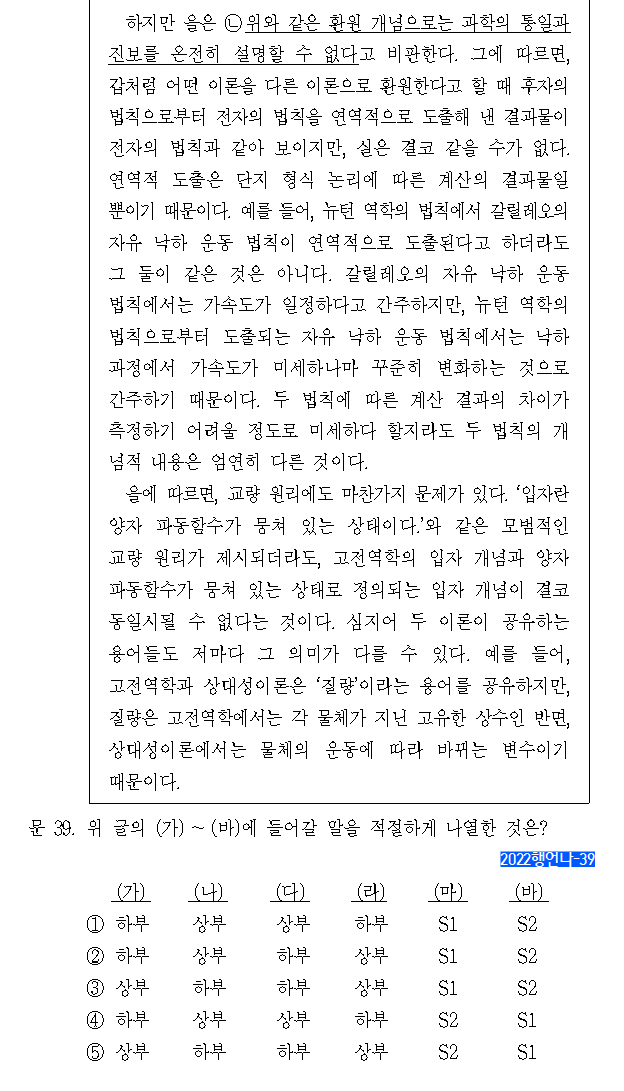 하지만 을은 ㉡위와 같은 환원 개념으로는 과학의 통일과
진보를 온전히 설명할 수 없다고 비판한다. 그에 따르면,
갑처럼 어떤 이론을 다른 이론으로 환원한다고 할 때 후자의
법칙으로부터 전자의 법칙을 연역적으로 도출해 낸 결과물이
전자의 법칙과 같아 보이지만, 실은 결코 같을 수가 없다.
연역적 도출은 단지 형식 논리에 따른 계산의 결과물일
뿐이기 때문이다. 예를 들어, 뉴턴 역학의 법칙에서 갈릴레오의
자유 낙하 운동 법칙이 연역적으로 도출된다고 하더라도
그 둘이 같은 것은 아니다. 갈릴레오의 자유 낙하 운동
법칙에서는 가속도가 일정하다고 간주하지만, 뉴턴 역학의
법칙으로부터 도출되는 자유 낙하 운동 법칙에서는 낙하
과정에서 가속도가 미세하나마 꾸준히 변화하는 것으로
간주하기 때문이다. 두 법칙에 따른 계산 결과의 차이가
측정하기 어려울 정도로 미세하다 할지라도 두 법칙의 개
념적 내용은 엄연히 다른 것이다.
을에 따르면, 교량 원리에도 마찬가지 문제가 있다. ‘입자란
양자 파동함수가 뭉쳐 있는 상태이다.’와 같은 모범적인
교량 원리가 제시되더라도, 고전역학의 입자 개념과 양자
파동함수가 뭉쳐 있는 상태로 정의되는 입자 개념이 결코
동일시될 수 없다는 것이다. 심지어 두 이론이 공유하는
용어들도 저마다 그 의미가 다를 수 있다. 예를 들어,
고전역학과 상대성이론은 ‘질량’이라는 용어를 공유하지만,
질량은 고전역학에서는 각 물체가 지닌 고유한 상수인 반면,
상대성이론에서는 물체의 운동에 따라 바뀌는 변수이기
때문이다.
문 39. 위 글의 (가) ~ (바)에 들어갈 말을 적절하게 나열한 것은?
2022행언나-39
(가) (나) (다) (라) (마) (바)
① 하부 상부 상부 하부 S1 S2
② 하부 상부 하부 상부 S1 S2
③ 상부 하부 하부 상부 S1 S2
④ 하부 상부 상부 하부 S2 S1
⑤ 상부 하부 하부 상부 S2 S1